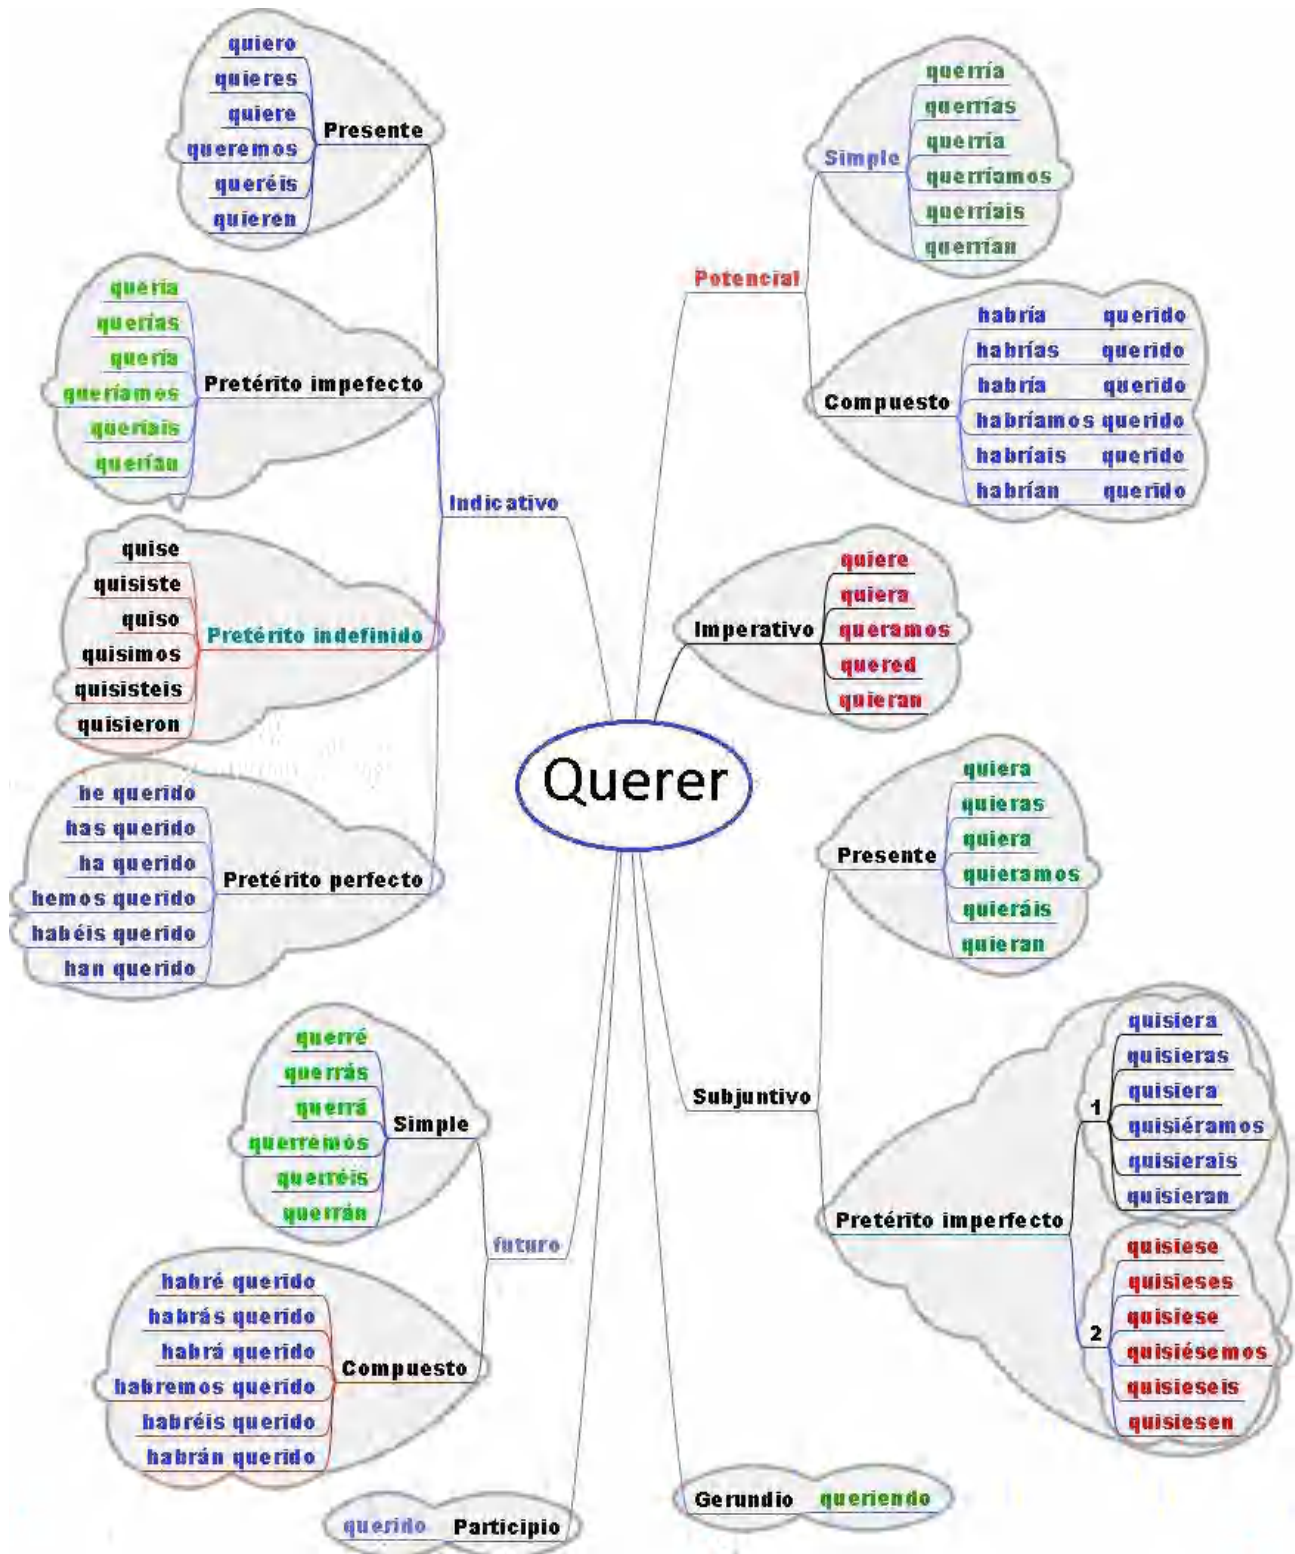 quiero
quieres
quiere
queremos
queréis
quieren
Presente
quería
querías
quería
queríamos
queríais
querían
Pretérito impefecto
quise
quisiste
quiso
quisimos
quisisteis
quisieron
Pretérito indefinido
he querido
has querido
ha querido
hemos querido
habéis querido
han querido
Pretérito perfecto
Indicativo
querré
querrás
querrá
querremos
querréis
querrán
Simple
habré querido
habrás querido
habrá querido
habremos querido
habréis querido
habrán querido
Compuesto
futuro
querido Participio
Querer
Potencial
Simple
querría
querrías
querría
querríamos
querríais
querrían
Compuesto
habría querido
habrías querido
habría querido
habríamos querido
habríais querido
habrían querido
Imperativo
quiere
quiera
queramos
quered
quieran
Subjuntivo
Presente
quiera
quieras
quiera
quieramos
quieráis
quieran
Pretérito imperfecto
1
quisiera
quisieras
quisiera
quisiéramos
quisierais
quisieran
2
quisiese
quisieses
quisiese
quisiésemos
quisieseis
quisiesen
Gerundio queriendo